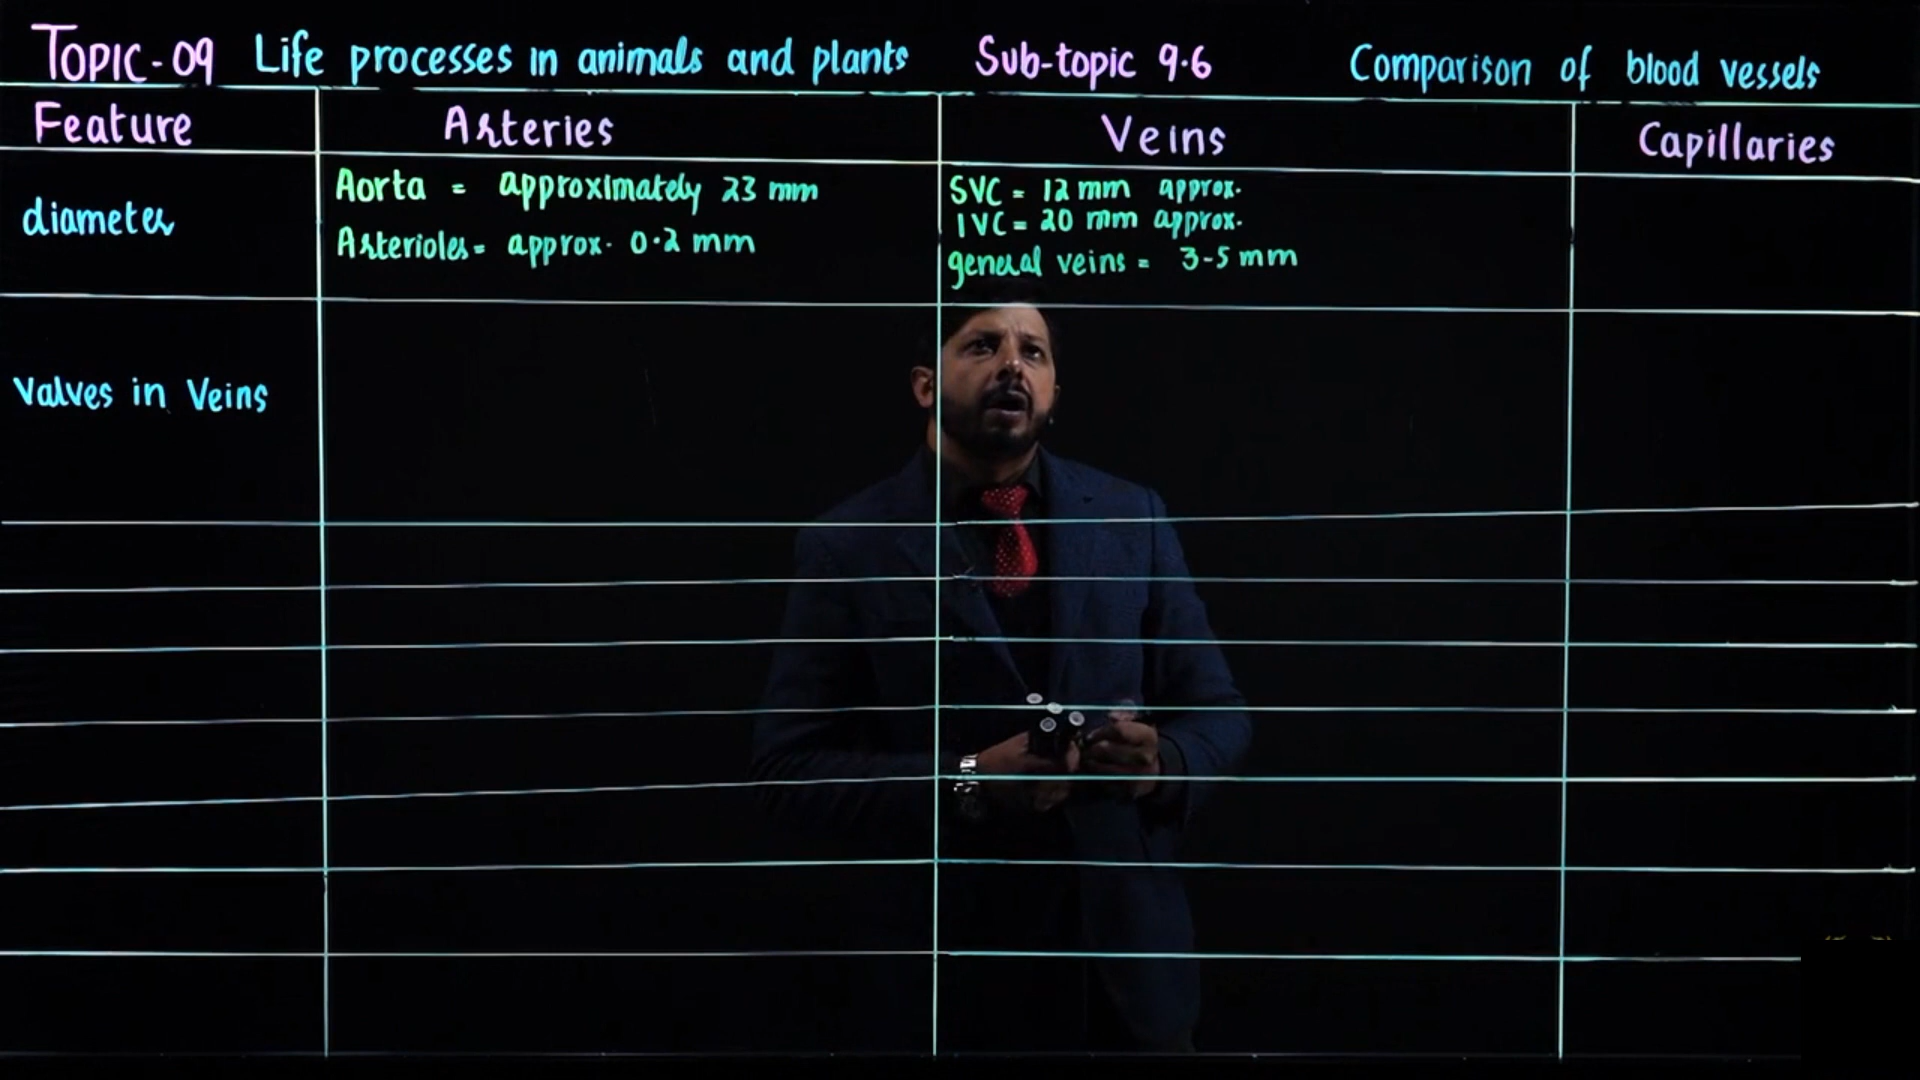 TOPIC-09 Life processes in animals and plants Sub-topic 9.6 Comparison of blood vessels
Feature Arteries Veins Capillaries
diameter
Aorta = approximately 23 mm
Arterioles = approx. 0.2 mm
SVC = 12 mm approx.
IVC = 20 mm approx.
general veins = 3-5 mm
Valves in Veins